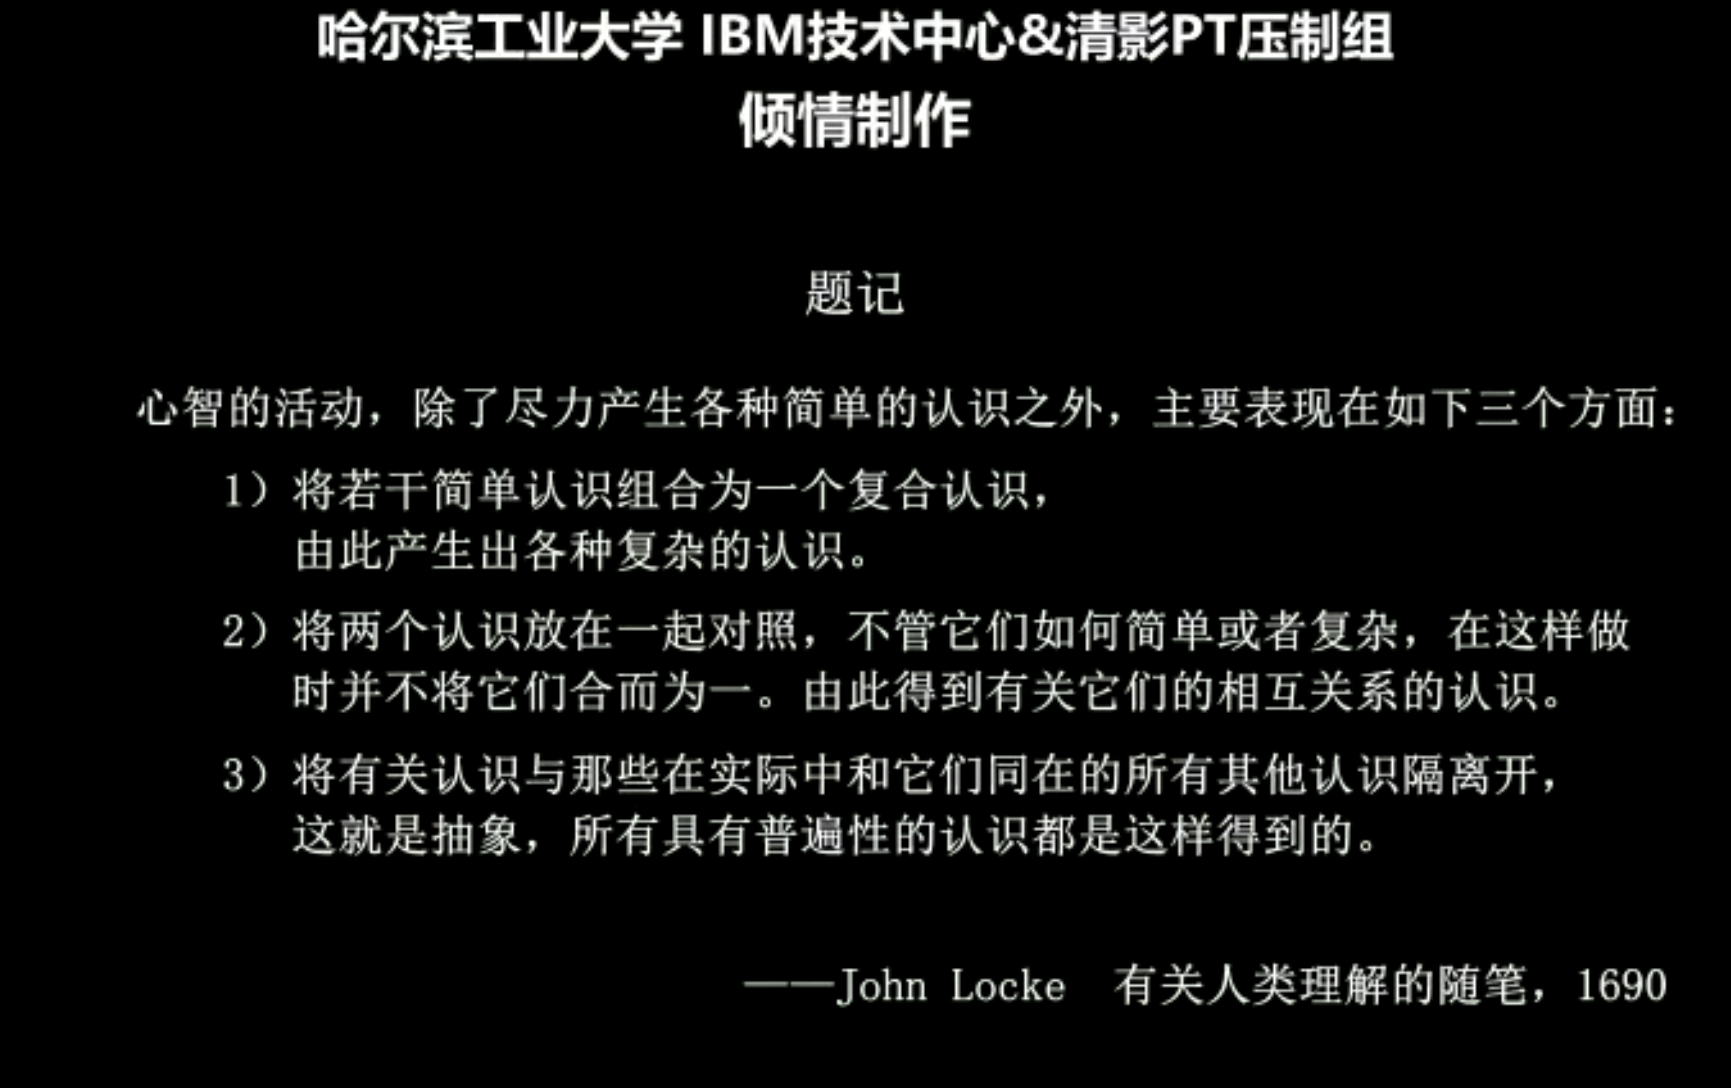 哈尔滨工业大学 IBM技术中心&清影PT压制组
倾情制作
题记
心智的活动，除了尽力产生各种简单的认识之外，主要表现在如下三个方面：
1）将若干简单认识组合为一个复合认识，
由此产生出各种复杂的认识。
2）将两个认识放在一起对照，不管它们如何简单或者复杂，在这样做
时并不将它们合而为一。由此得到有关它们的相互关系的认识。
3）将有关认识与那些在实际中和它们同在的所有其他认识隔离开，
这就是抽象，所有具有普遍性的认识都是这样得到的。
——John Locke 有关人类理解的随笔，1690